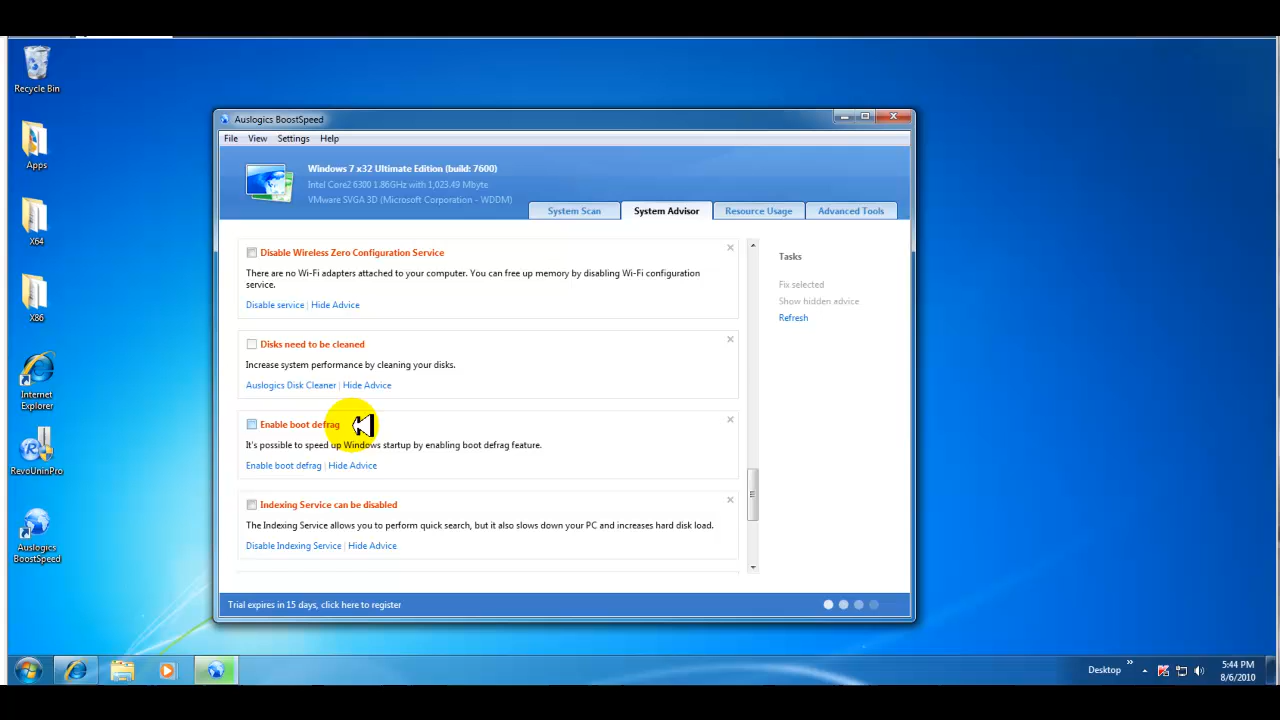 Recycle Bin
Apps
X64
X86
Internet
Explorer
RevoUninPro
Auslogics
BoostSpeed
Auslogics BoostSpeed
File View Settings Help
Windows 7 x32 Ultimate Edition (build: 7600)
Intel Core2 6300 1.86GHz with 1,023.49 Mbyte
VMware SVGA 3D (Microsoft Corporation - WDDM)
System Scan System Advisor Resource Usage Advanced Tools
Disable Wireless Zero Configuration Service
There are no Wi-Fi adapters attached to your computer. You can free up memory by disabling Wi-Fi configuration
service.
Disable service | Hide Advice
Disks need to be cleaned
Increase system performance by cleaning your disks.
Auslogics Disk Cleaner | Hide Advice
Enable boot defrag
It's possible to speed up Windows startup by enabling boot defrag feature.
Enable boot defrag | Hide Advice
Indexing Service can be disabled
The Indexing Service allows you to perform quick search, but it also slows down your PC and increases hard disk load.
Disable Indexing Service | Hide Advice
Tasks
Fix selected
Show hidden advice
Refresh
Trial expires in 15 days, click here to register
Desktop »
5:44 PM
8/6/2010